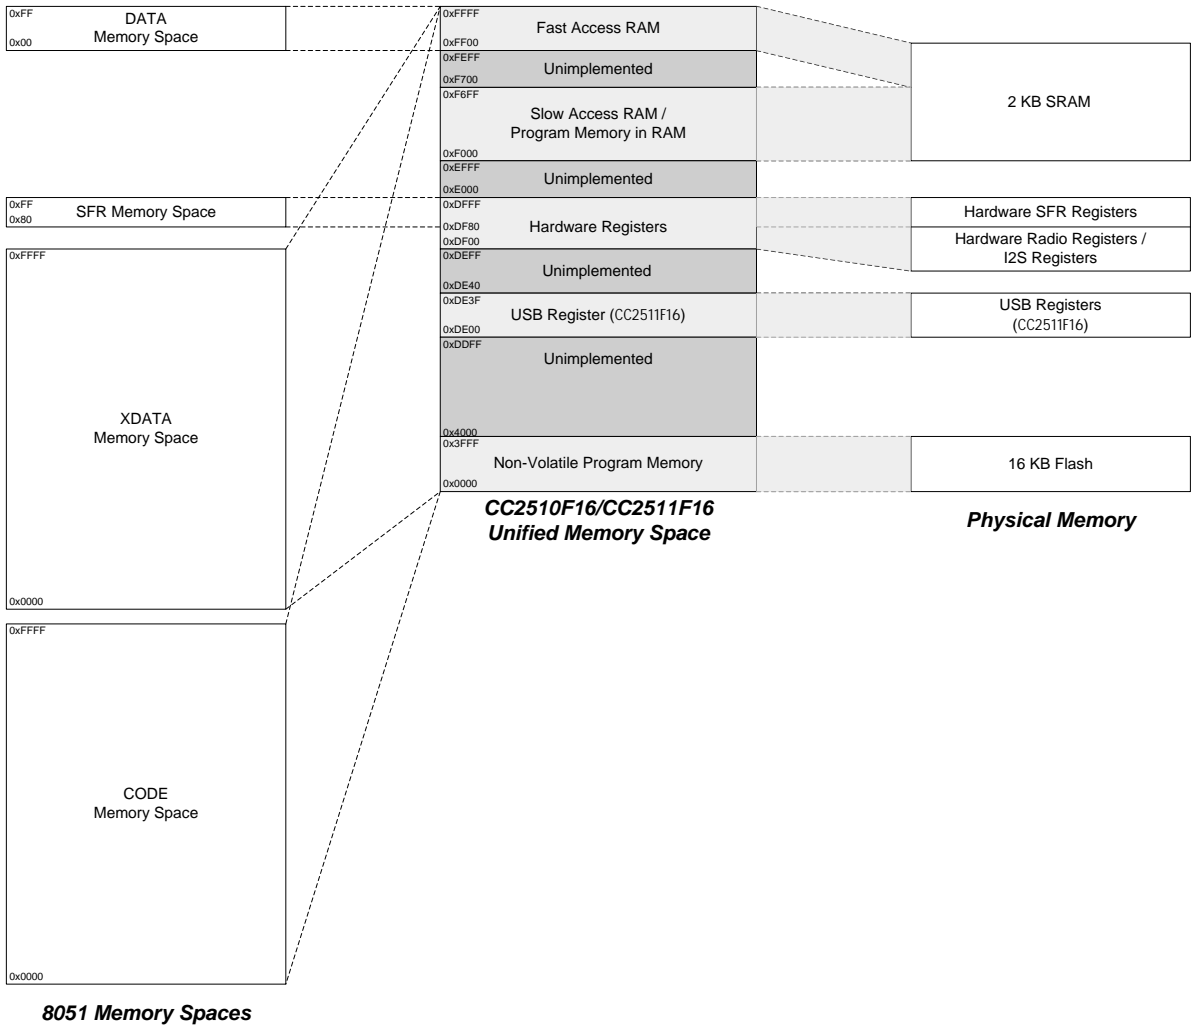 0xFF
DATA
Memory Space
0x00
0xFF
SFR Memory Space
0x80
0xFFFF
XDATA
Memory Space
0x0000
0xFFFF
CODE
Memory Space
0x0000
8051 Memory Spaces
0xFFFF
Fast Access RAM
0xFF00
0xFEFF
Unimplemented
0xF700
0xF6FF
Slow Access RAM /
Program Memory in RAM
0xF000
0xEFFF
Unimplemented
0xE000
0xDFFF
0xDF80
Hardware Registers
0xDF00
0xDEFF
Unimplemented
0xDE40
0xDE3F
USB Register (CC2511F16)
0xDE00
0xDDFF
Unimplemented
0x4000
0x3FFF
Non-Volatile Program Memory
0x0000
CC2510F16/CC2511F16
Unified Memory Space
2 KB SRAM
Hardware SFR Registers
Hardware Radio Registers /
I2S Registers
USB Registers
(CC2511F16)
16 KB Flash
Physical Memory